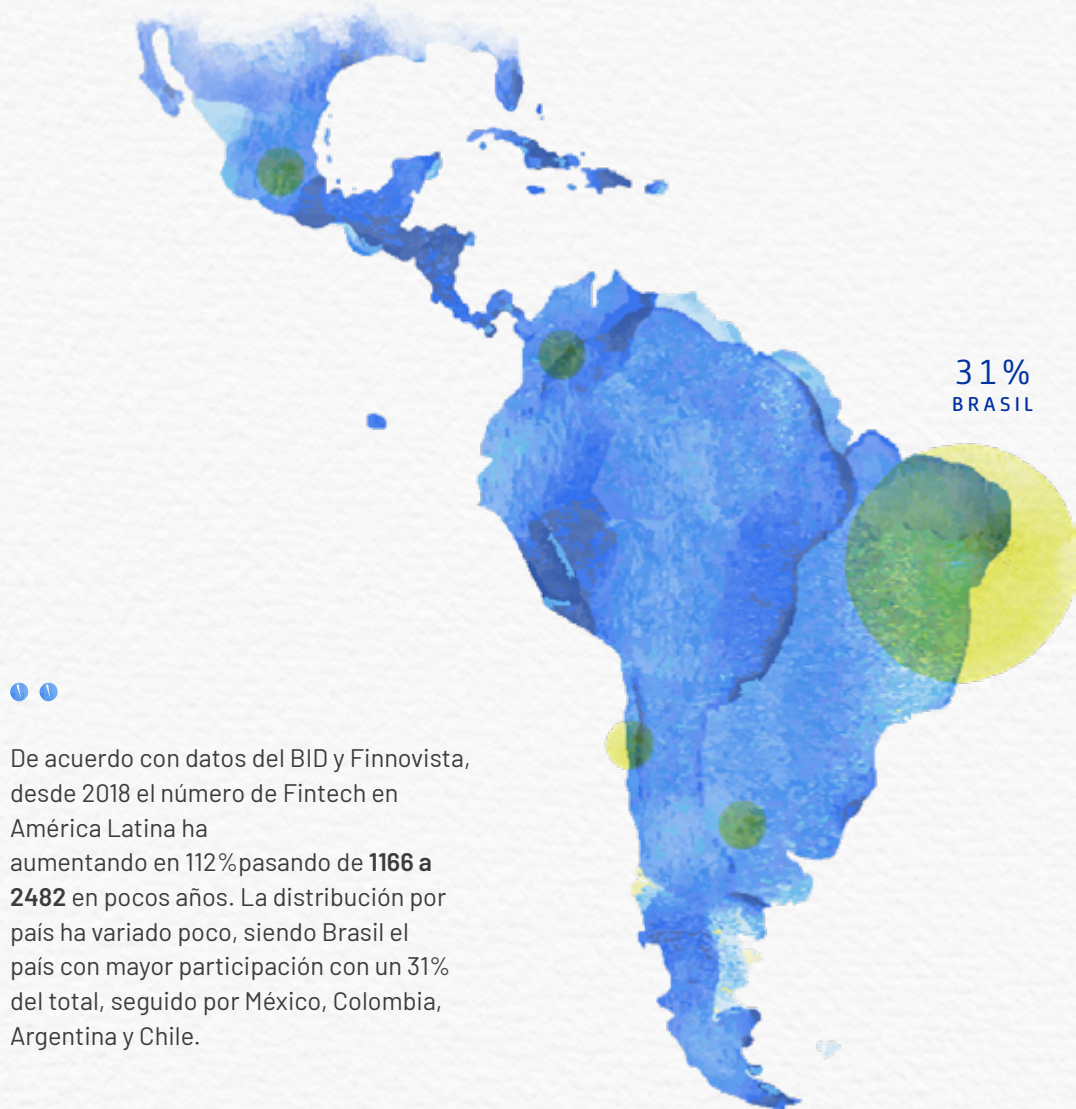 31%
BRASIL
De acuerdo con datos del BID y Finnovista,
desde 2018 el número de Fintech en
América Latina ha
aumentando en 112%pasando de 1166 a
2482 en pocos años. La distribución por
país ha variado poco, siendo Brasil el
país con mayor participación con un 31%
del total, seguido por México, Colombia,
Argentina y Chile.